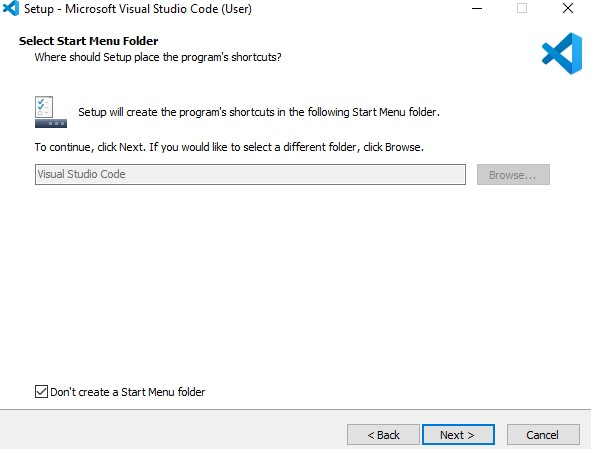 Setup - Microsoft Visual Studio Code (User)
Select Start Menu Folder
Where should Setup place the program's shortcuts?
Setup will create the program's shortcuts in the following Start Menu folder.
To continue, click Next. If you would like to select a different folder, click Browse.
Visual Studio Code
Browse...
Don't create a Start Menu folder
< Back
Next >
Cancel